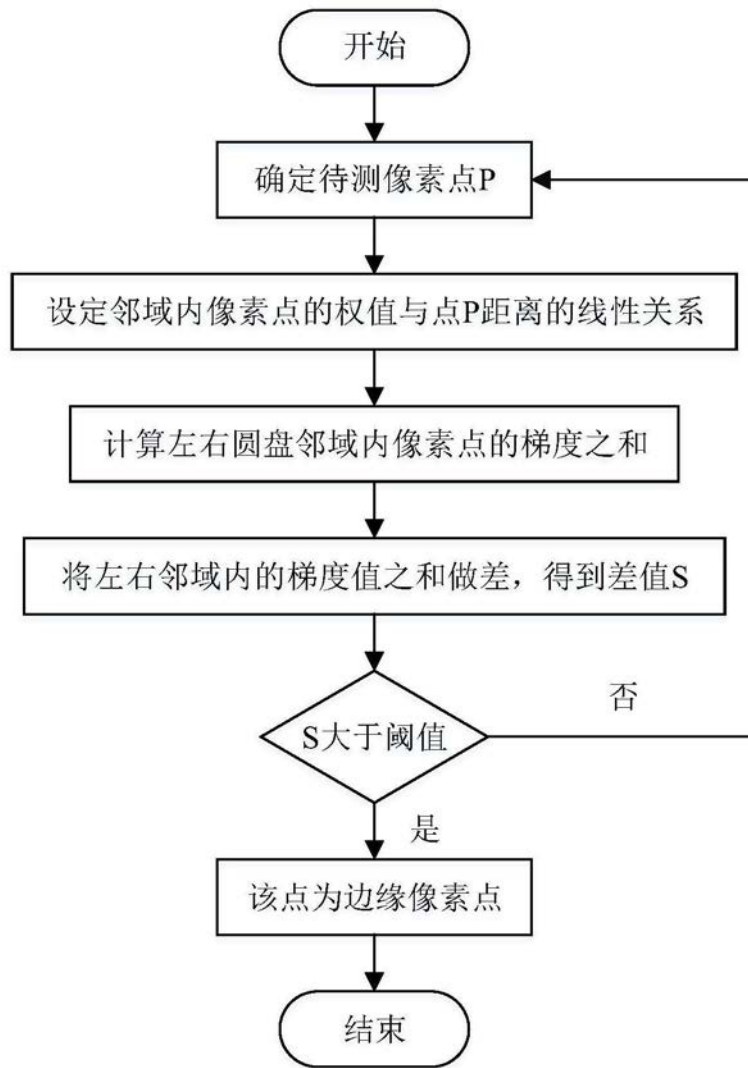 开始
确定待测像素点P
设定邻域内像素点的权值与点P距离的线性关系
计算左右圆盘邻域内像素点的梯度之和
将左右邻域内的梯度值之和做差，得到差值S
S大于阈值
否
是
该点为边缘像素点
结束